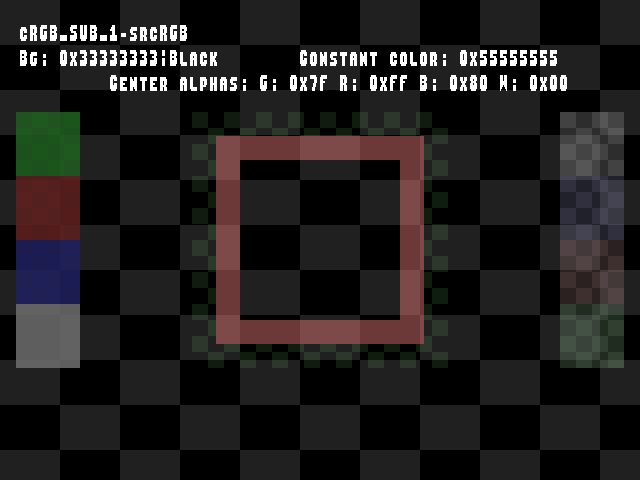 cRGB_SUB_1-srcRGB
Bg: 0x33333333¦Black Constant color: 0x55555555
Center alphas: G: 0x7f R: 0xff B: 0x80 W: 0x00